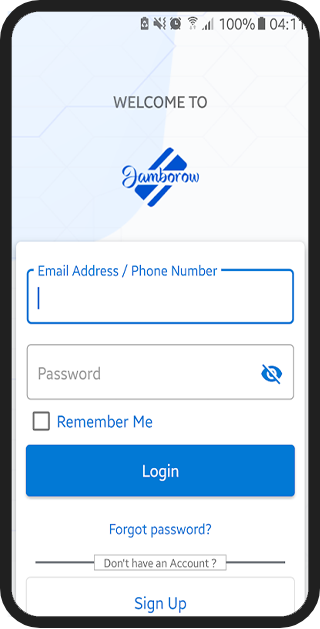 100% 04:11
WELCOME TO
Jamborow
Email Address / Phone Number
Password
Remember Me
Login
Forgot password?
Don't have an Account ?
Sign Up